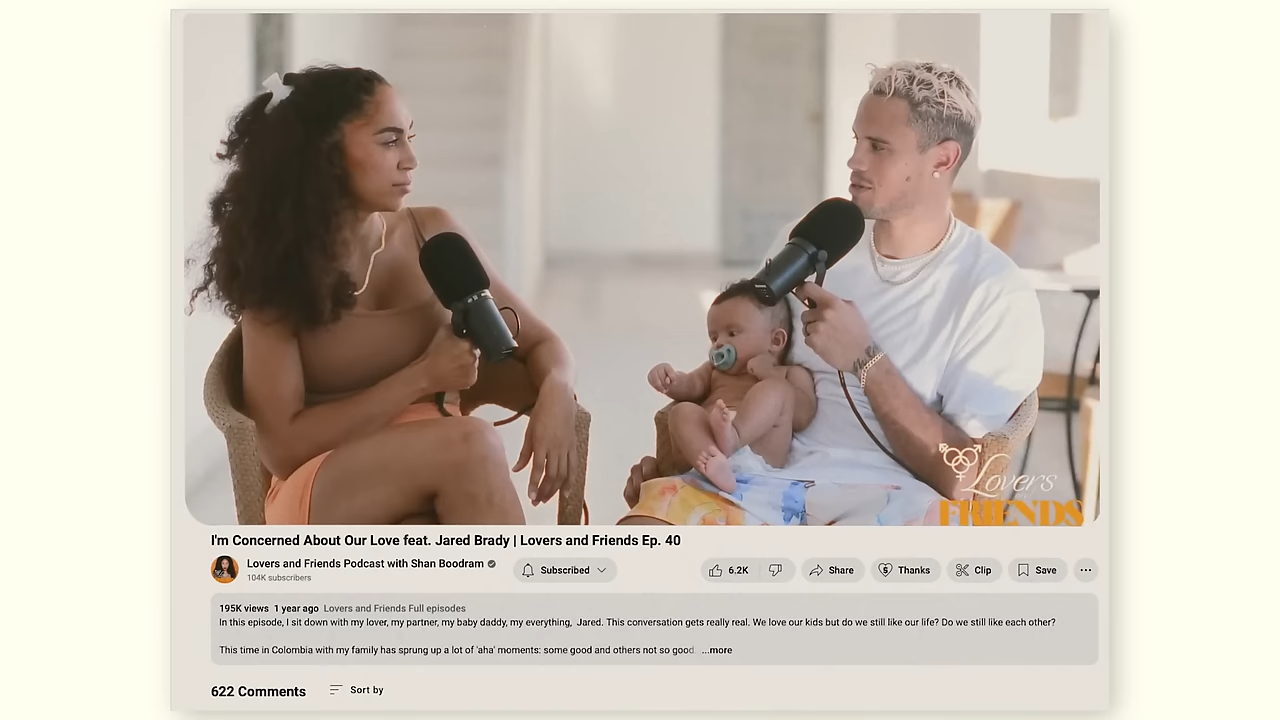 Lovers
FRIENDS
I'm Concerned About Our Love feat. Jared Brady | Lovers and Friends Ep. 40
Lovers and Friends Podcast with Shan Boodram
104K subscribers
Subscribed
6.2K
Share
Thanks
Clip
Save
195K views 1 year ago Lovers and Friends Full episodes
In this episode, I sit down with my lover, my partner, my baby daddy, my everything, Jared. This conversation gets really real. We love our kids but do we still like our life? Do we still like each other?
This time in Colombia with my family has sprung up a lot of 'aha' moments: some good and others not so good. ...more
622 Comments
Sort by